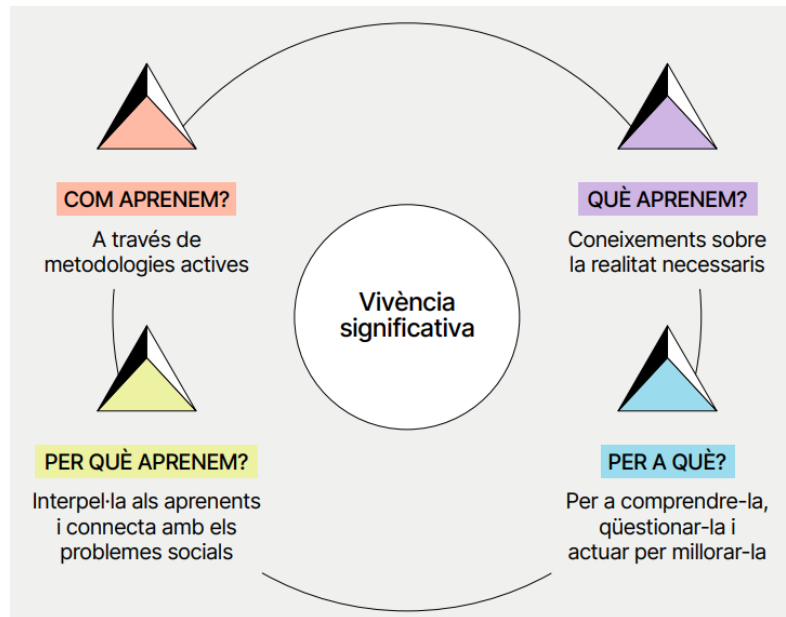 COM APRENEM?
A través de
metodologies actives
QUÈ APRENEM?
Coneixements sobre
la realitat necessaris
Vivència
significativa
PER QUÈ APRENEM?
Interpel·la als aprenents
i connecta amb els
problemes socials
PER A QUÈ?
Per a comprendre-la,
qüestionar-la i
actuar per millorar-la